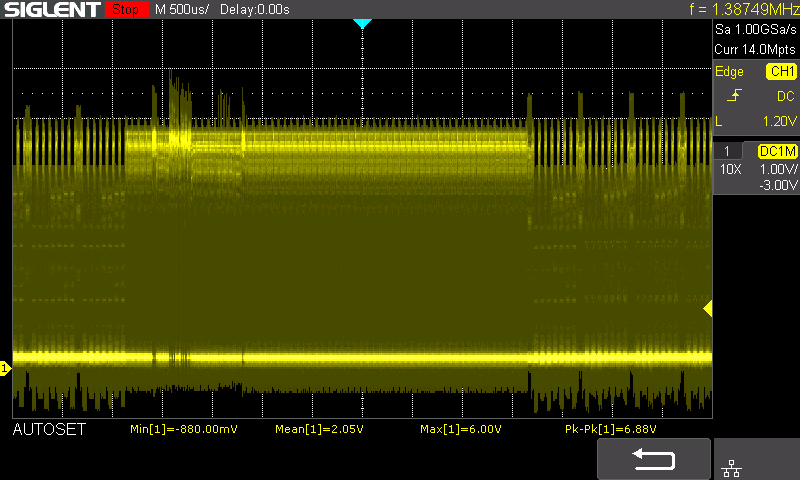 SIGLENT Stop M 500us/ Delay:0.00s f = 1.38749MHz
Sa 1.00GSa/s
Curr 14.0Mpts
Edge CH1
DC
L 1.20V
1 DC1M
10X 1.00V/
-3.00V
1
AUTOSET Min[1]=-880.00mV Mean[1]=2.05V Max[1]=6.00V Pk-Pk[1]=6.88V